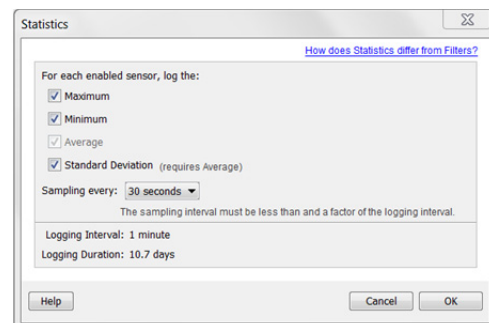 Statistics
How does Statistics differ from Filters?
For each enabled sensor, log the:
Maximum
Minimum
Average
Standard Deviation (requires Average)
Sampling every: 30 seconds
The sampling interval must be less than and a factor of the logging interval.
Logging Interval: 1 minute
Logging Duration: 10.7 days
Help
Cancel
OK